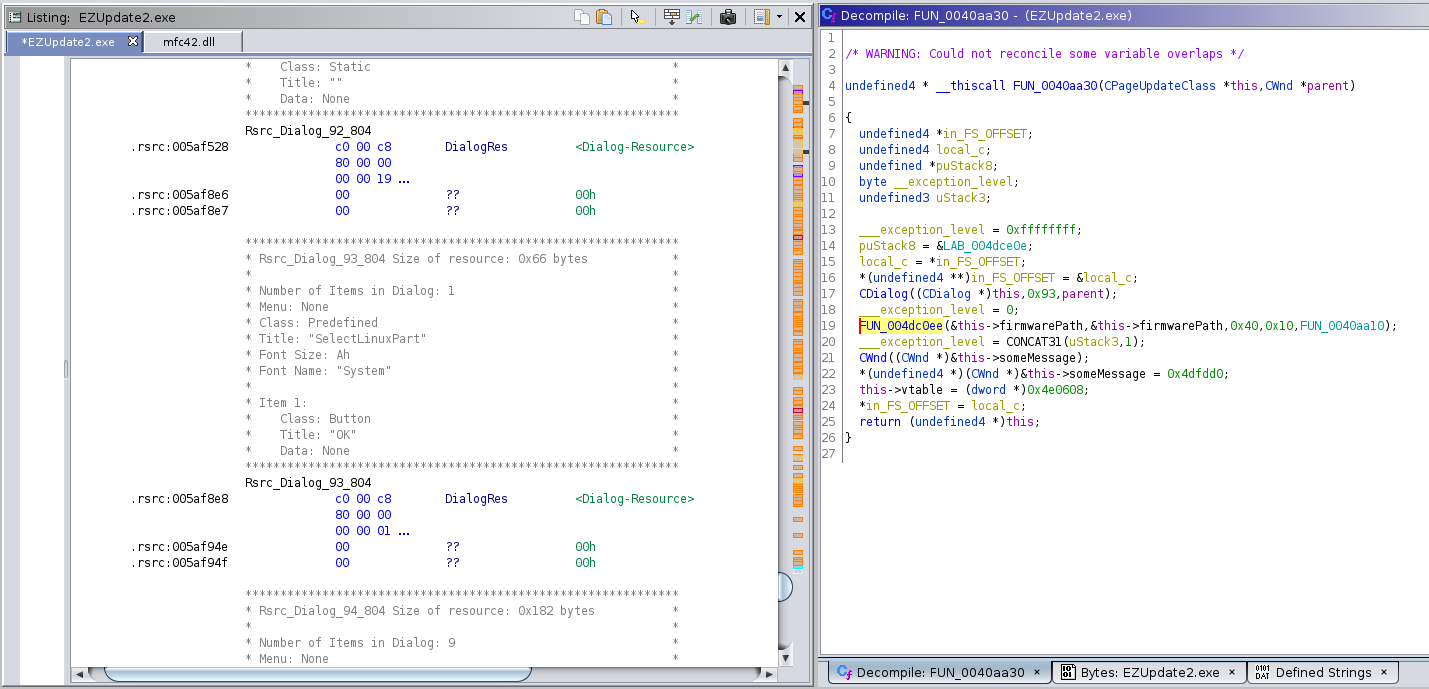 Listing: EZUpdate2.exe
*EZUpdate2.exe
mfc42.dll
* Class: Static *
* Title: "" *
* Data: None *
***************************************************************
Rsrc_Dialog_92_804
.rsrc:005af528 c0 00 c8 DialogRes <Dialog-Resource>
80 00 00
00 00 19 ...
.rsrc:005af8e6 00 ?? 00h
.rsrc:005af8e7 00 ?? 00h
***************************************************************
* Rsrc_Dialog_93_804 Size of resource: 0x66 bytes *
* *
* Number of Items in Dialog: 1 *
* Menu: None *
* Class: Predefined *
* Title: "SelectLinuxPart" *
* Font Size: Ah *
* Font Name: "System" *
* *
* Item 1: *
* Class: Button *
* Title: "OK" *
* Data: None *
***************************************************************
Rsrc_Dialog_93_804
.rsrc:005af8e8 c0 00 c8 DialogRes <Dialog-Resource>
80 00 00
00 00 01 ...
.rsrc:005af94e 00 ?? 00h
.rsrc:005af94f 00 ?? 00h
***************************************************************
* Rsrc_Dialog_94_804 Size of resource: 0x182 bytes *
* *
* Number of Items in Dialog: 9 *
* Menu: None *
Decompile: FUN_0040aa30 - (EZUpdate2.exe)
1
2 /* WARNING: Could not reconcile some variable overlaps */
3
4 undefined4 * __thiscall FUN_0040aa30(CPageUpdateClass *this,CWnd *parent)
5
6 {
7 undefined4 *in_FS_OFFSET;
8 undefined4 local_c;
9 undefined *puStack8;
10 byte __exception_level;
11 undefined3 uStack3;
12
13 ___exception_level = 0xffffffff;
14 puStack8 = &LAB_004dce0e;
15 local_c = *in_FS_OFFSET;
16 *(undefined4 **)in_FS_OFFSET = &local_c;
17 CDialog((CDialog *)this,0x93,parent);
18 ___exception_level = 0;
19 FUN_004dc0ee(&this->firmwarePath,&this->firmwarePath,0x40,0x10,FUN_0040aa10);
20 ___exception_level = CONCAT31(uStack3,1);
21 CWnd((CWnd *)&this->someMessage);
22 *(undefined4 *)(CWnd *)&this->someMessage = 0x4dfdd0;
23 this->vtable = (dword *)0x4e0608;
24 *in_FS_OFFSET = local_c;
25 return (undefined4 *)this;
26 }
27
Decompile: FUN_0040aa30 ×
Bytes: EZUpdate2.exe ×
Defined Strings ×